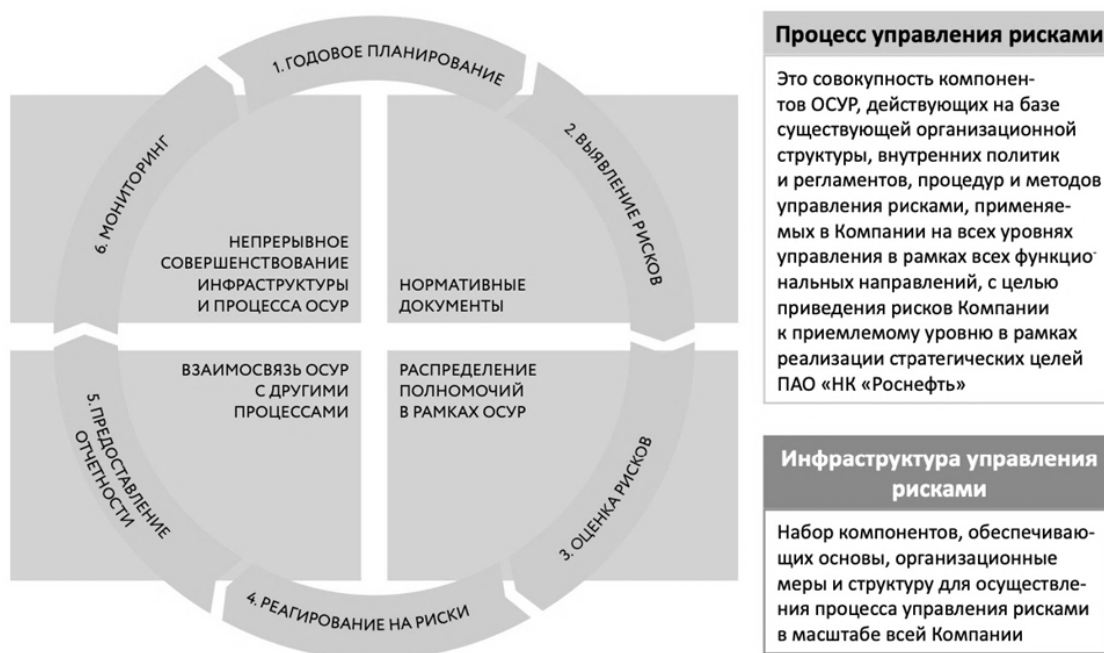 1. ГОДОВОЕ ПЛАНИРОВАНИЕ
2. ВЫЯВЛЕНИЕ РИСКОВ
3. ОЦЕНКА РИСКОВ
4. РЕАГИРОВАНИЕ НА РИСКИ
5. ПРЕДОСТАВЛЕНИЕ
ОТЧЕТНОСТИ
6. МОНИТОРИНГ
НЕПРЕРЫВНОЕ
СОВЕРШЕНСТВОВАНИЕ
ИНФРАСТРУКТУРЫ
И ПРОЦЕССА ОСУР
НОРМАТИВНЫЕ
ДОКУМЕНТЫ
ВЗАИМОСВЯЗЬ ОСУР
С ДРУГИМИ
ПРОЦЕССАМИ
РАСПРЕДЕЛЕНИЕ
ПОЛНОМОЧИЙ
В РАМКАХ ОСУР
Процесс управления рисками
Это совокупность компонен-
тов ОСУР, действующих на базе
существующей организационной
структуры, внутренних политик
и регламентов, процедур и методов
управления рисками, применяе-
мых в Компании на всех уровнях
управления в рамках всех функцио-
нальных направлений, с целью
приведения рисков Компании
к приемлемому уровню в рамках
реализации стратегических целей
ПАО «НК «Роснефть»
Инфраструктура управления
рисками
Набор компонентов, обеспечиваю-
щих основы, организационные
меры и структуру для осуществле-
ния процесса управления рисками
в масштабе всей Компании